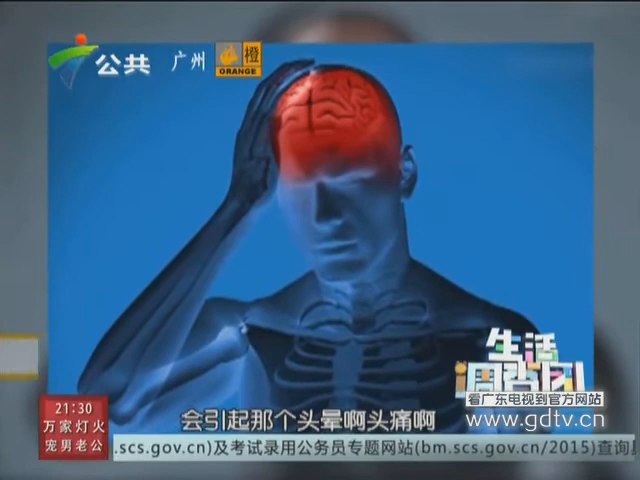 公共
广州
橙
ORANGE
生活
调查团
看广东电视到官方网站
www.gdtv.cn
21:30
万家灯火
宠男老公
会引起那个头晕啊头痛啊
.scs.gov.cn)及考试录用公务员专题网站(bm.scs.gov.cn/2015)查询